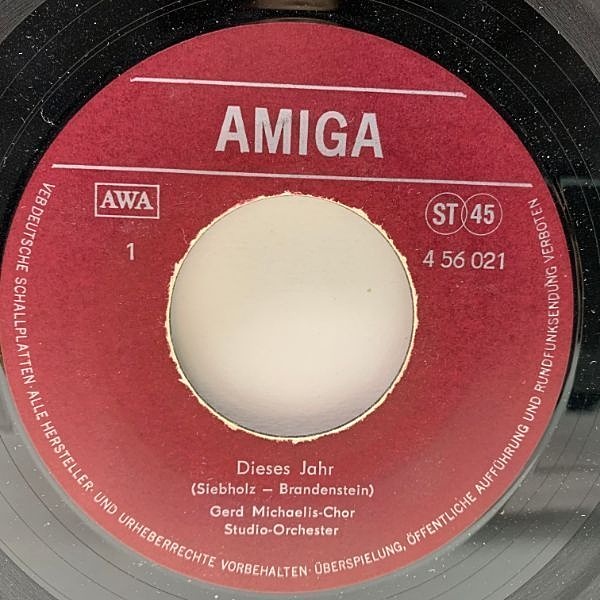 AMIGA
AWA
ST 45
1
4 56 021
Dieses Jahr
(Siebholz – Brandenstein)
Gerd Michaelis-Chor
Studio-Orchester
VEB DEUTSCHE SCHALLPLATTEN · ALLE HERSTELLER- UND URHEBERRECHTE VORBEHALTEN · ÜBERSPIELUNG, ÖFFENTLICHE AUFFÜHRUNG UND RUNDFUNKSENDUNG VERBOTEN